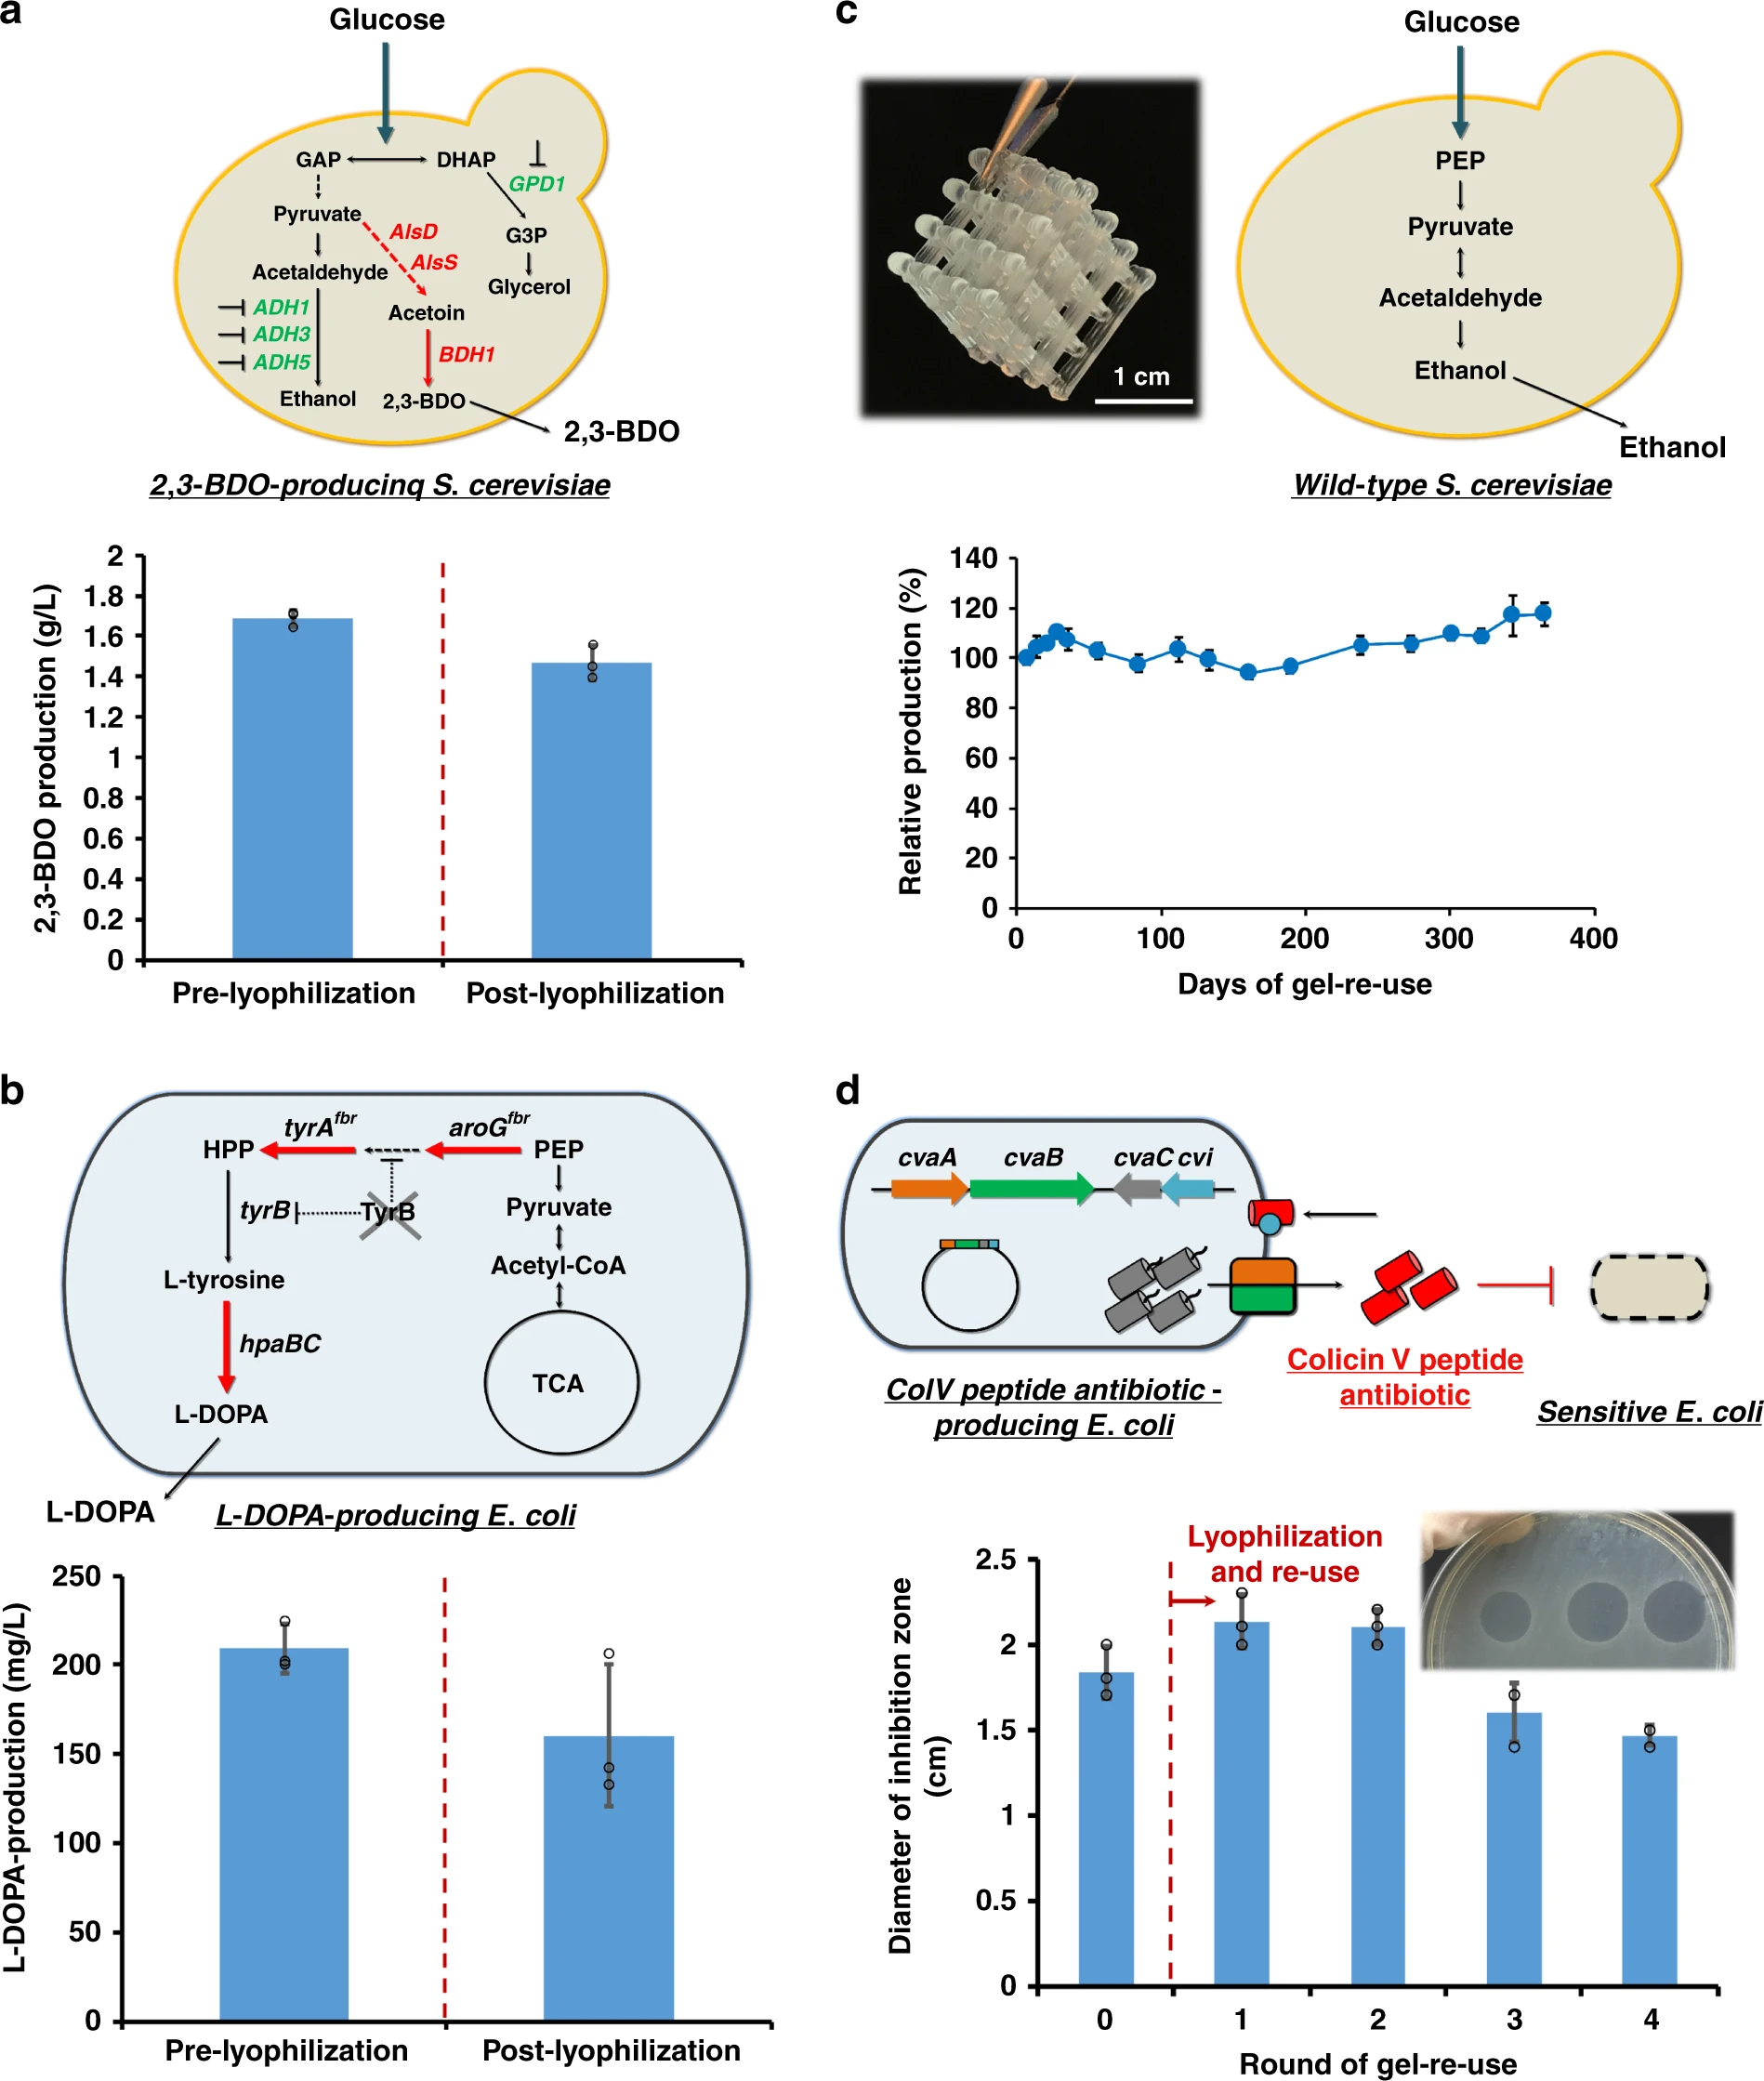 a
Glucose
GAP
DHAP
GPD1
Pyruvate
AlsD
G3P
AlsS
Acetaldehyde
Glycerol
ADH1
Acetoin
ADH3
BDH1
ADH5
Ethanol
2,3-BDO
2,3-BDO
2,3-BDO-producing S. cerevisiae
2,3-BDO production (g/L)
2
1.8
1.6
1.4
1.2
1
0.8
0.6
0.4
0.2
0
Pre-lyophilization Post-lyophilization
c
1 cm
Glucose
PEP
Pyruvate
Acetaldehyde
Ethanol
Ethanol
Wild-type S. cerevisiae
Relative production (%)
140
120
100
80
60
40
20
0
0 100 200 300 400
Days of gel-re-use
b
HPP
tyrAfbr
aroGfbr
PEP
tyrB
TyrB
Pyruvate
Acetyl-CoA
L-tyrosine
hpaBC
TCA
L-DOPA
L-DOPA
L-DOPA-producing E. coli
L-DOPA-production (mg/L)
250
200
150
100
50
0
Pre-lyophilization Post-lyophilization
d
cvaA cvaB cvaC cvi
ColV peptide antibiotic -
producing E. coli
Colicin V peptide
antibiotic
Sensitive E. coli
Lyophilization
and re-use
Diameter of inhibition zone
(cm)
2.5
2
1.5
1
0.5
0
0 1 2 3 4
Round of gel-re-use